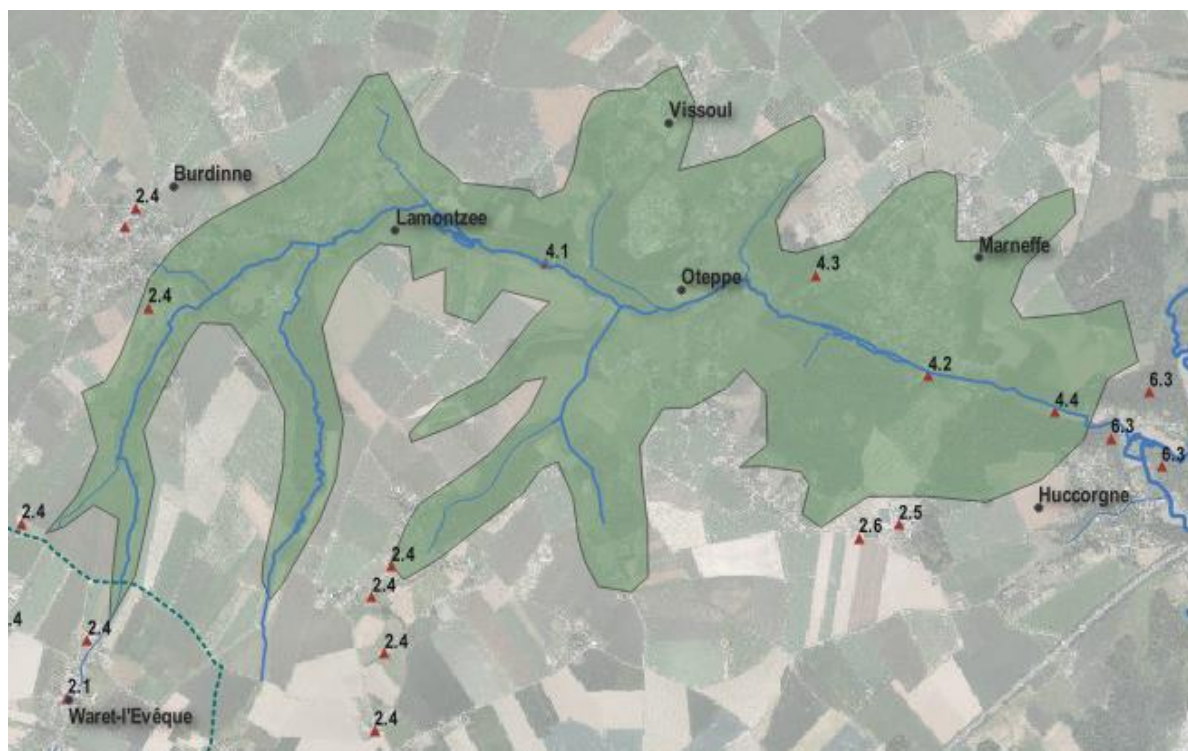 Vissoul
Burdinne
2.4
Lamontzee
4.1
Marneffe
4.3
Oteppe
2.4
4.2
6.3
4.4
6.3
6.3
Huccorgne
2.4
2.6
2.5
2.4
2.4
.4
2.4
2.4
2.1
Waret-l'Evêque
2.4